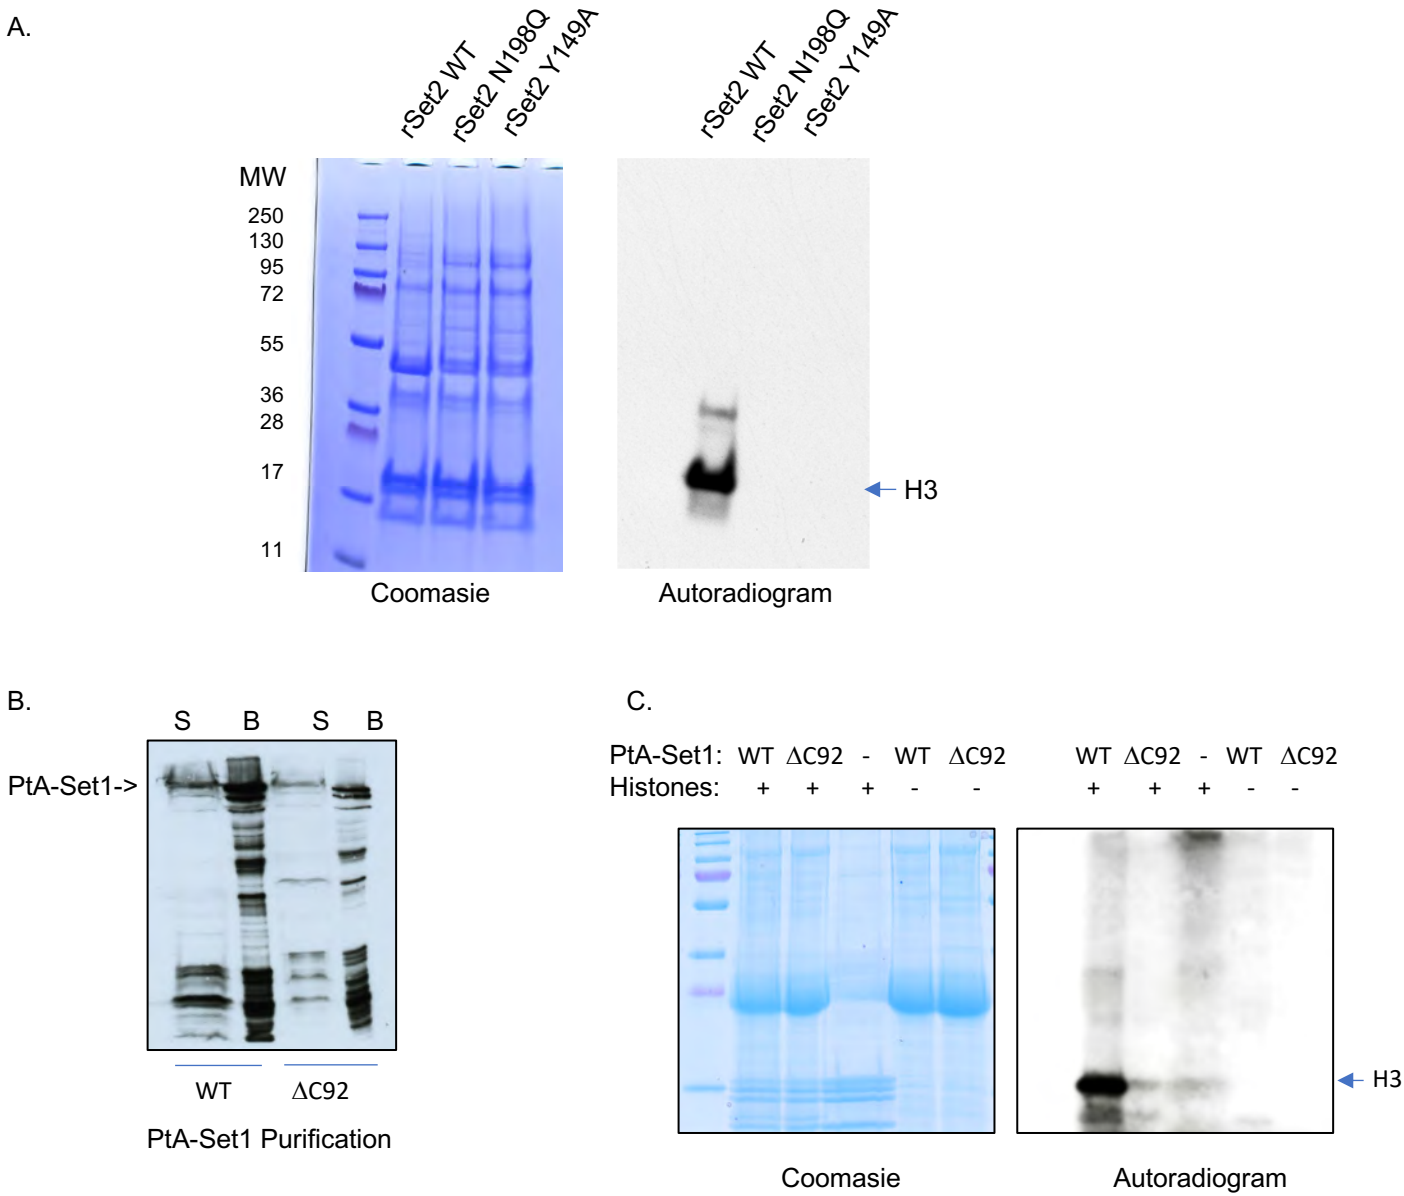 A.
rSet2 WT
rSet2 N198Q
rSet2 Y149A
rSet2 WT
rSet2 N198Q
rSet2 Y149A
MW
250
130
95
72
55
36
28
17
11
H3
Coomasie
Autoradiogram
B.
S B S B
PtA-Set1->
WT ΔC92
PtA-Set1 Purification
C.
PtA-Set1: WT ΔC92 - WT ΔC92 WT ΔC92 - WT ΔC92
Histones: + + + - - + + + - -
H3
Coomasie
Autoradiogram